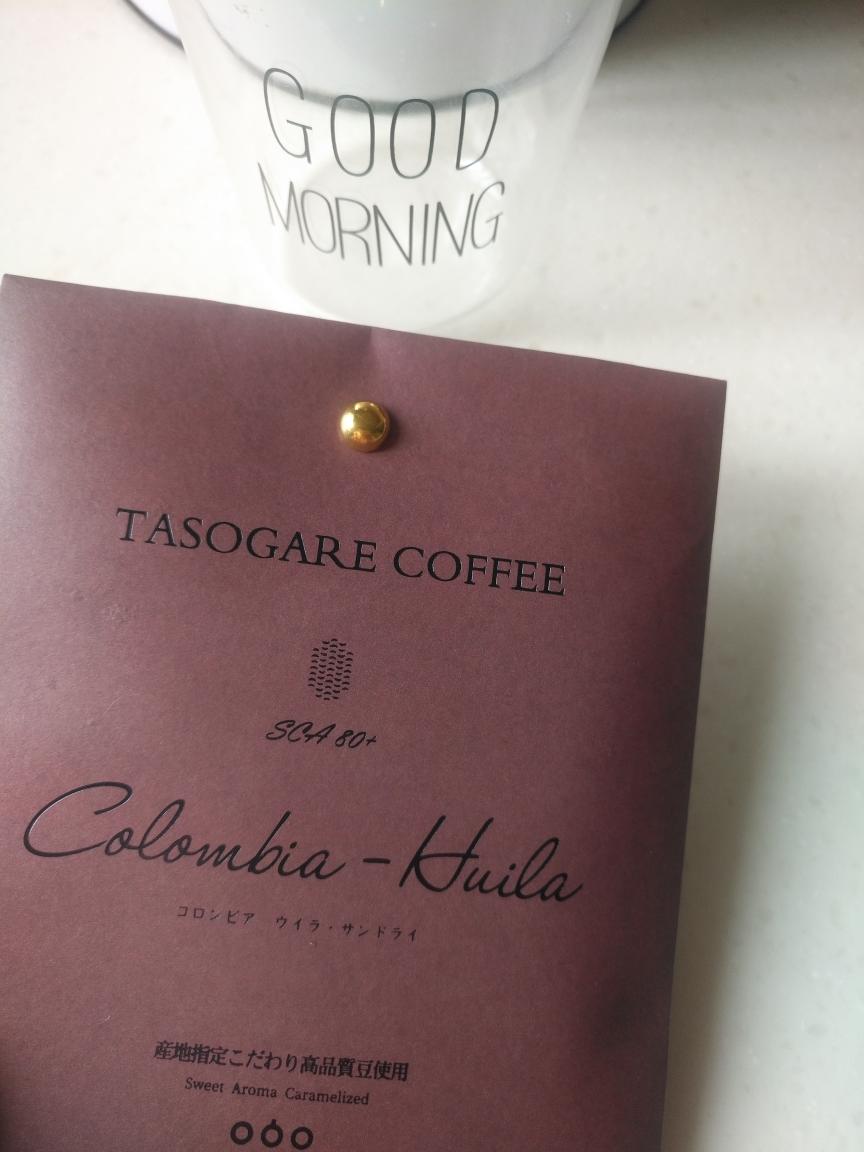 GOOD
MORNING
TASOGARE COFFEE
SCA 80+
Colombia - Huila
コロンビア ウイラ・サンドライ
産地指定こだわり高品質豆使用
Sweet Aroma Caramelized